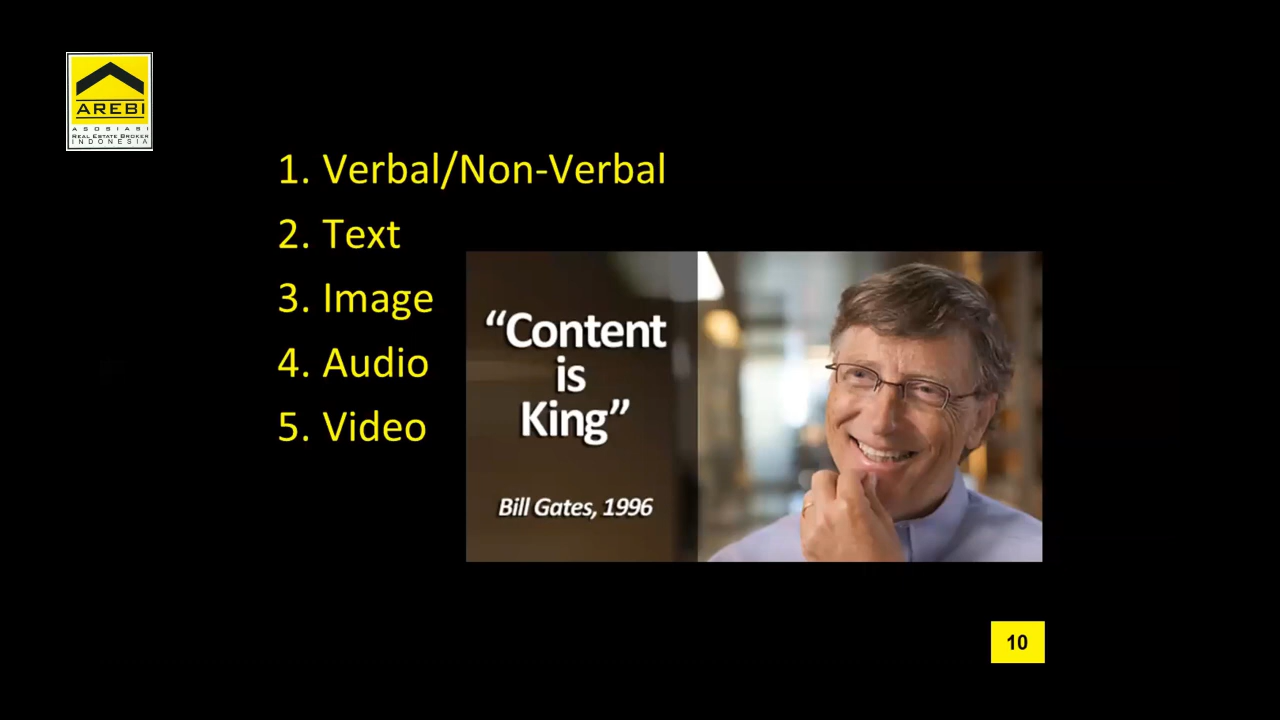 AREBI
ASOSIASI
REAL ESTATE BROKER
INDONESIA
1. Verbal/Non-Verbal
2. Text
3. Image
4. Audio
5. Video
“Content
is
King”
Bill Gates, 1996
10